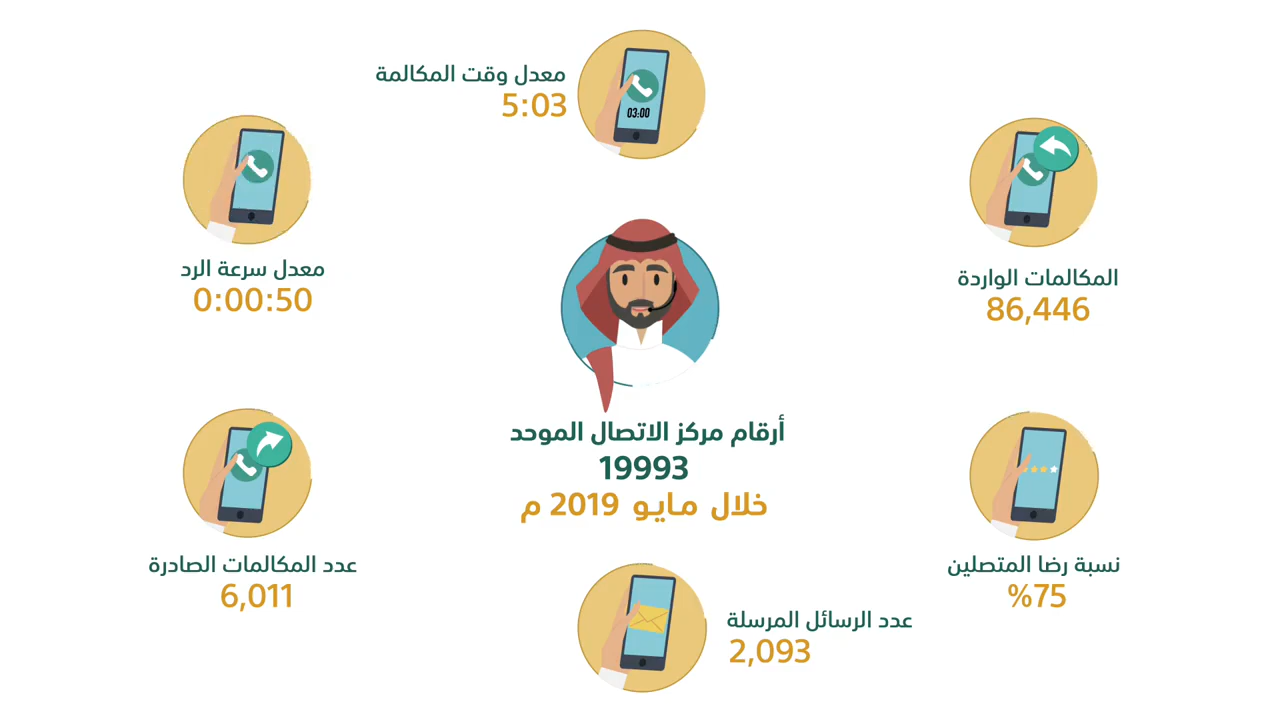 معدل وقت المكالمة
5:03
03:00
المكالمات الواردة
86,446
معدل سرعة الرد
0:00:50
أرقام مركز الاتصال الموحد
19993
خلال مايو 2019 م
نسبة رضا المتصلين
%75
عدد المكالمات الصادرة
6,011
عدد الرسائل المرسلة
2,093